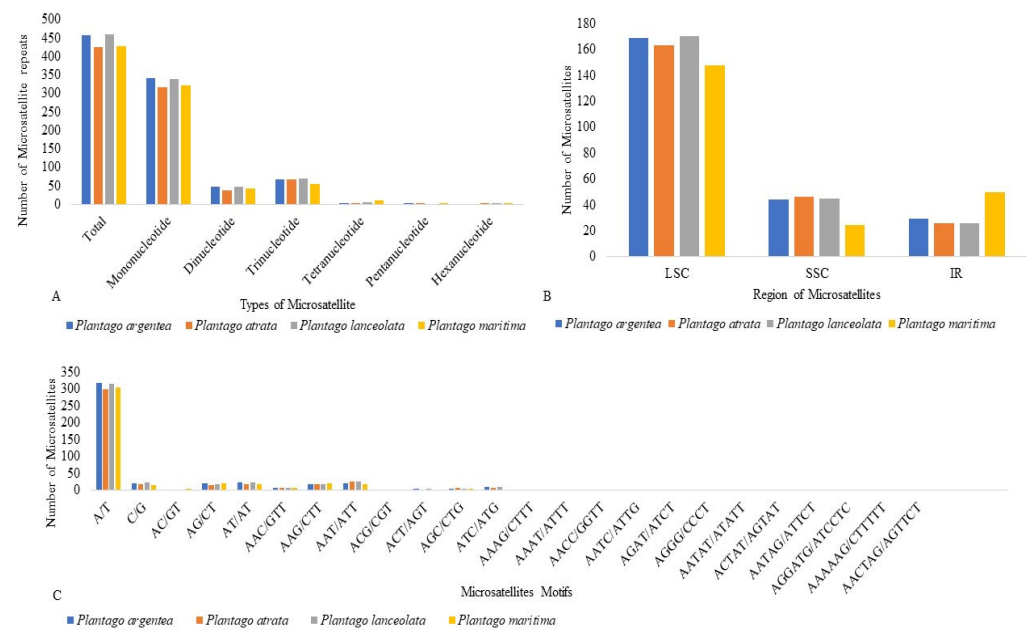 500
450
400
350
300
250
200
150
100
50
0
Number of Microsatellite repeats
Total
Mononucleotide
Dinucleotide
Trinucleotide
Tetranucleotide
Pentanucleotide
Hexanucleotide
A
Types of Microsatellite
Plantago argentea Plantago atrata Plantago lanceolata Plantago maritima
180
160
140
120
100
80
60
40
20
0
Number of Microsatellites
LSC SSC IR
B
Region of Microsatellites
Plantago argentea Plantago atrata Plantago lanceolata Plantago maritima
350
300
250
200
150
100
50
0
Number of Microsatellites
A/T
C/G
AC/GT
AG/CT
AT/AT
AAC/GTT
AAG/CTT
AAT/ATT
ACG/CGT
ACT/AGT
AGC/CTG
ATC/ATG
AAAG/CTTT
AAAT/ATTT
AACC/GGTT
AATC/ATTG
AGAT/ATCT
AGGG/CCCT
AATAT/ATATT
ACTAT/AGTAT
AATAG/ATTCT
AGGATG/ATCCTC
AAAAAG/CTTTTT
AACTAG/AGTTCT
C
Microsatellites Motifs
Plantago argentea Plantago atrata Plantago lanceolata Plantago maritima